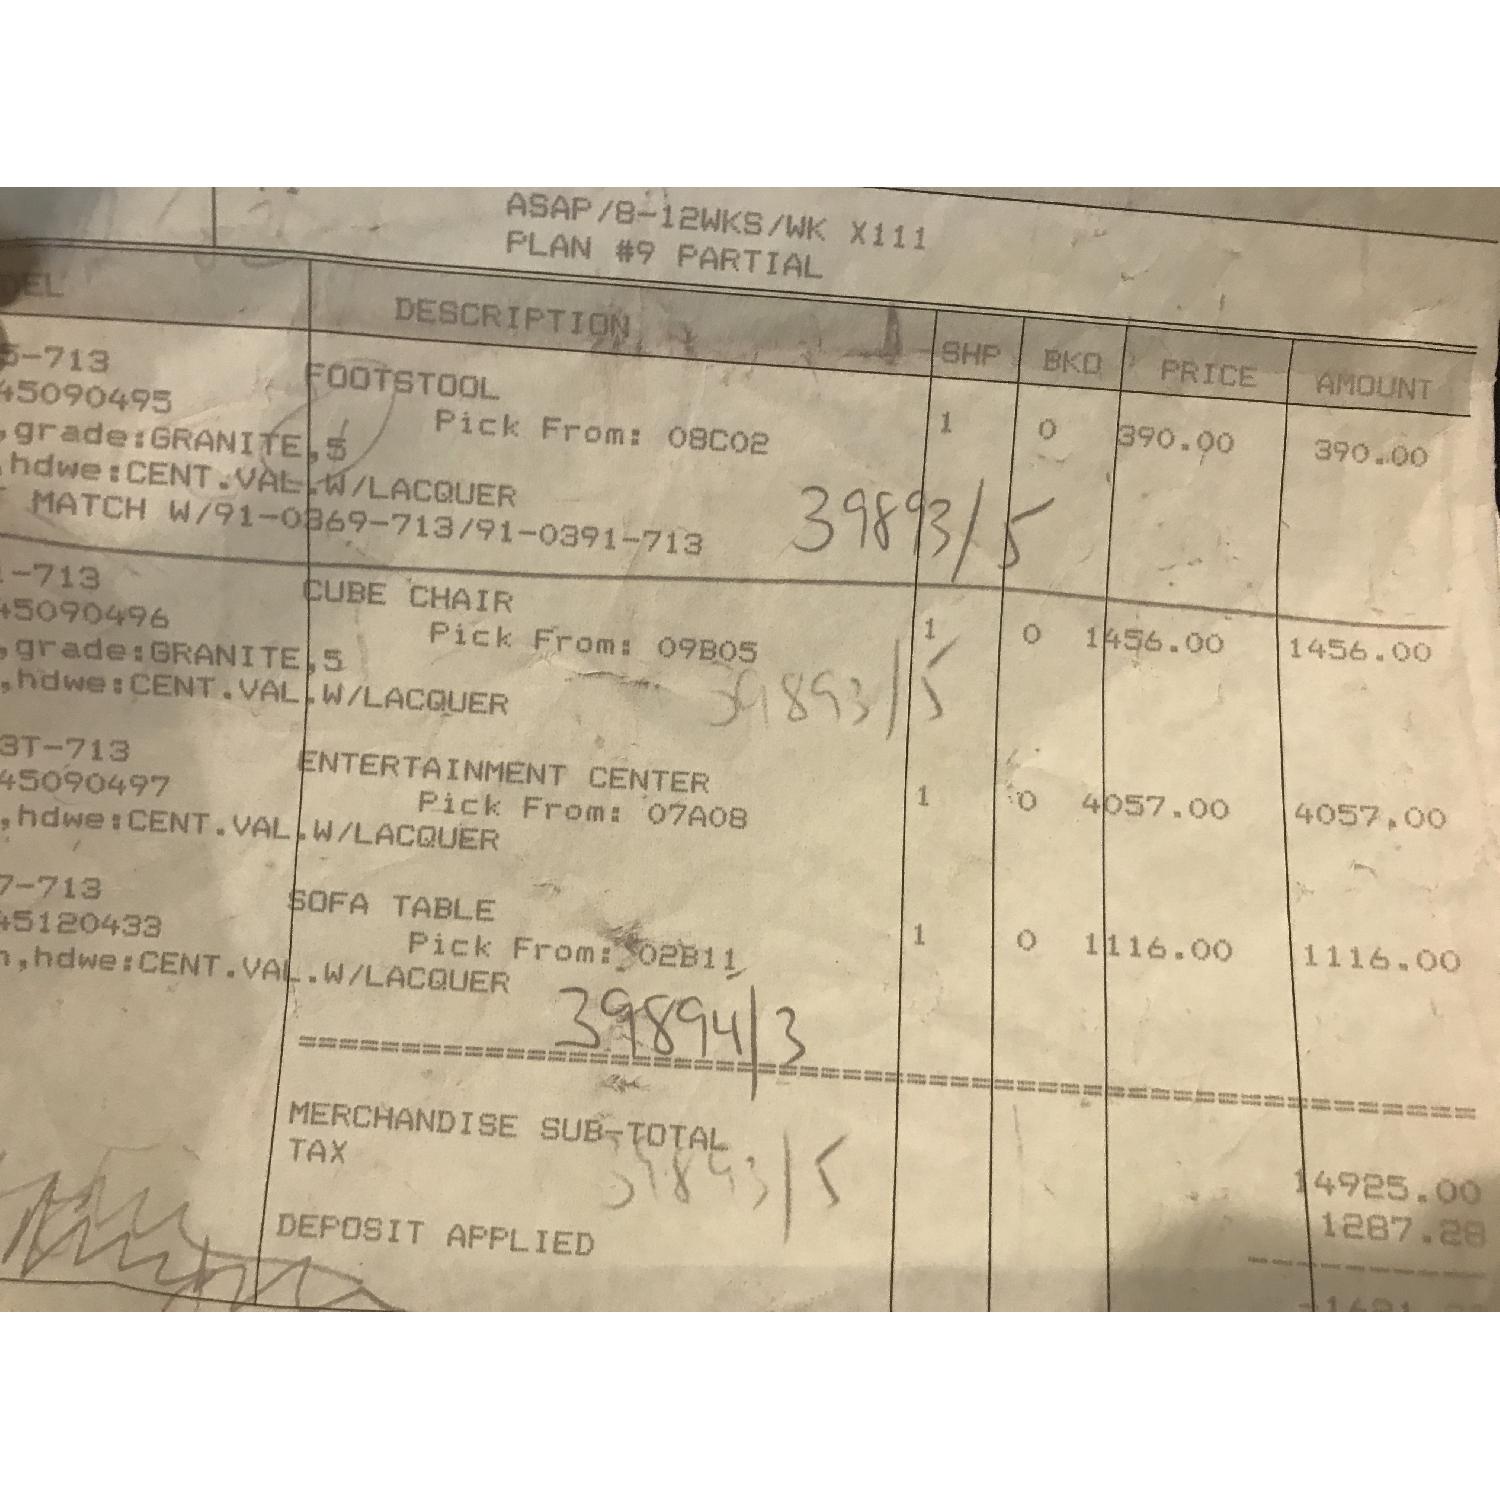 ASAP/8-12WKS/WK X111
PLAN #9 PARTIAL
DEL DESCRIPTION SHP BKO PRICE AMOUNT
5-713 FOOTSTOOL
45090495 Pick From: 08C02 1 0 390.00 390.00
,grade:GRANITE,5
,hdwe:CENT.VAL.W/LACQUER
T MATCH W/91-0369-713/91-0391-713
39893/5
1-713 CUBE CHAIR
45090496 Pick From: 09B05 1 0 1456.00 1456.00
,grade:GRANITE,5
,hdwe:CENT.VAL.W/LACQUER
39893/5
3T-713 ENTERTAINMENT CENTER
45090497 Pick From: 07A08 1 0 4057.00 4057.00
,hdwe:CENT.VAL.W/LACQUER
7-713 SOFA TABLE
45120433 Pick From: 02B11 1 0 1116.00 1116.00
n,hdwe:CENT.VAL.W/LACQUER
39894/3
MERCHANDISE SUB-TOTAL 14925.00
TAX 1287.28
39893/5
DEPOSIT APPLIED